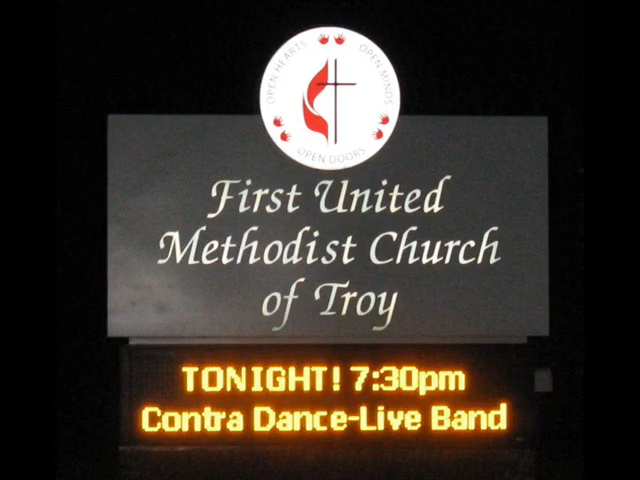 OPEN HEARTS
OPEN MINDS
OPEN DOORS
First United
Methodist Church
of Troy
TONIGHT! 7:30pm
Contra Dance-Live Band